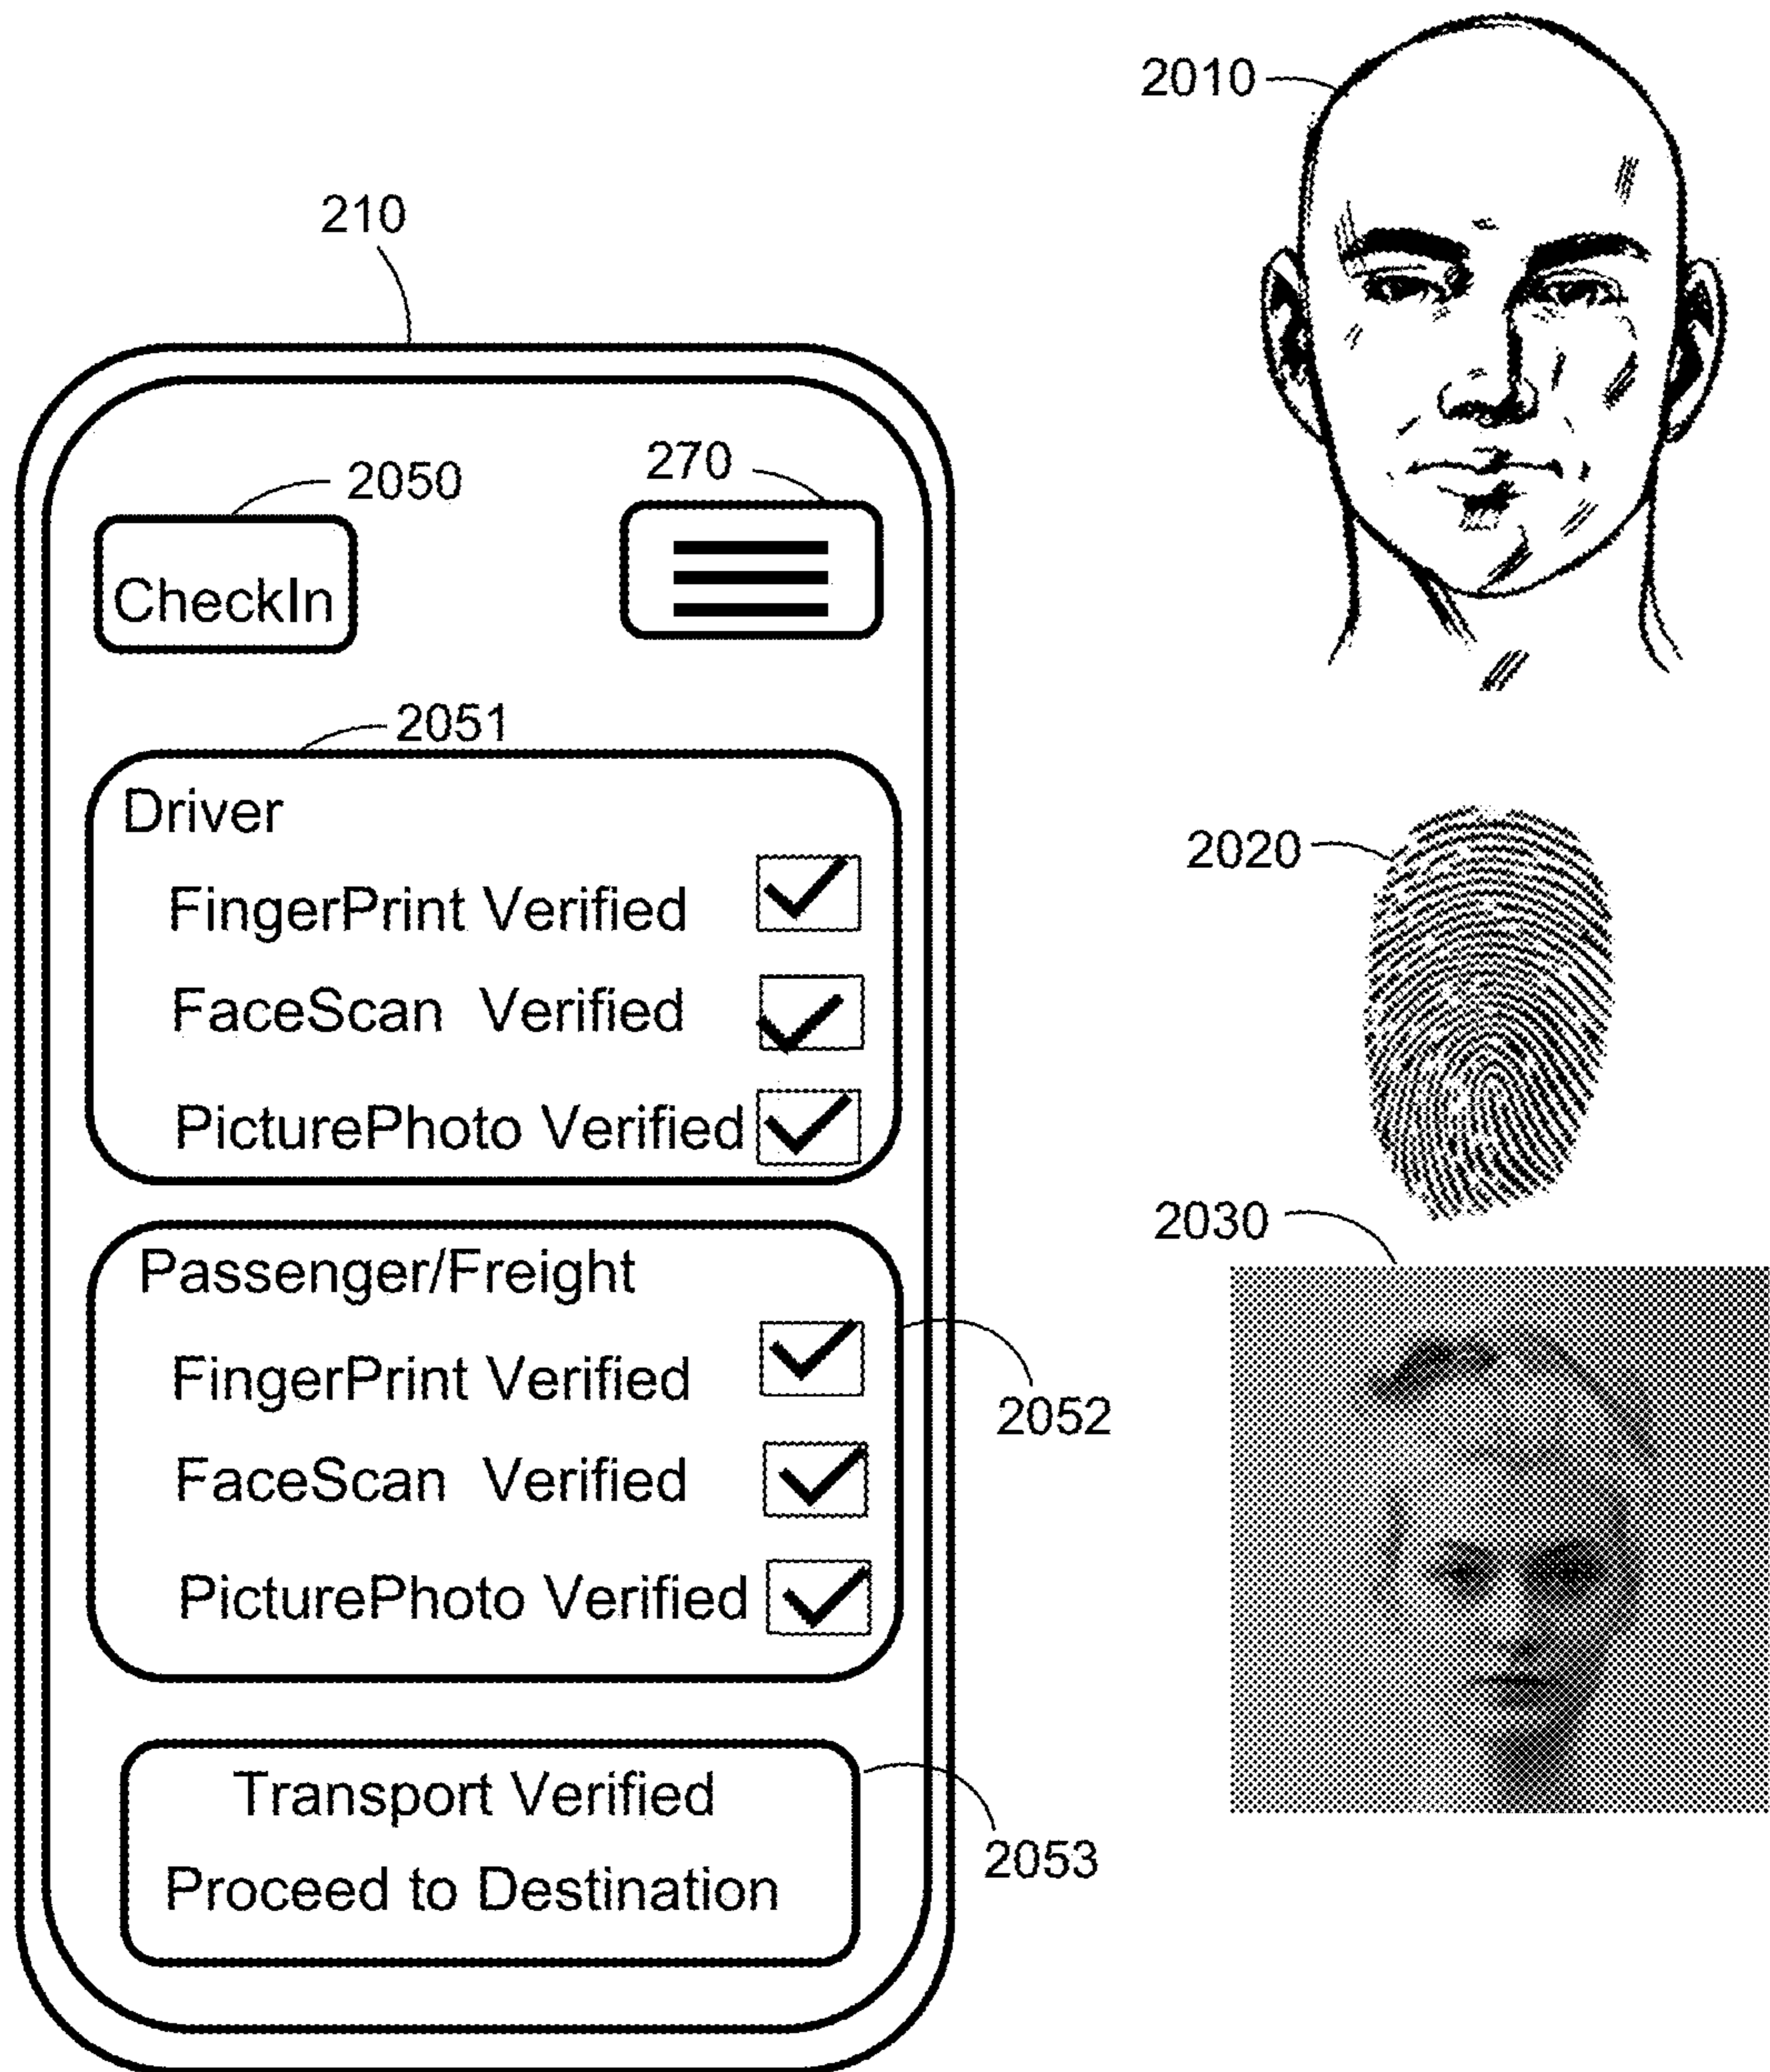 2010
210
2050
270
CheckIn
2051
Driver
FingerPrint Verified
FaceScan  Verified
PicturePhoto Verified
2020
2030
Passenger/Freight
FingerPrint Verified
FaceScan  Verified
PicturePhoto Verified
2052
Transport Verified
Proceed to Destination
2053